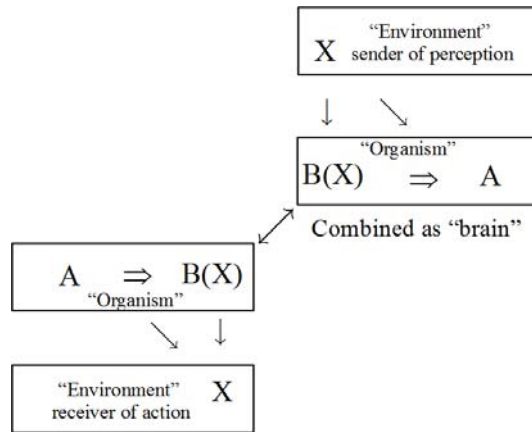 “Environment”
X sender of perception
“Organism”
B(X) ⇒ A
Combined as “brain”
A ⇒ B(X)
“Organism”
“Environment” X
receiver of action